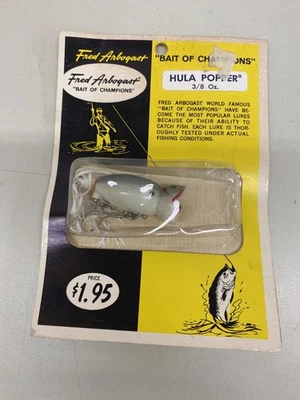 Fred Arbogast "BAIT OF CHAMPIONS"
Fred Arbogast®
"BAIT OF CHAMPIONS"
HULA POPPER®
3/8 Oz.
FRED ARBOGAST WORLD FAMOUS
"BAIT OF CHAMPIONS" HAVE BE-
COME THE MOST POPULAR LURES
BECAUSE OF THEIR ABILITY TO
CATCH FISH. EACH LURE IS THOR-
OUGHLY TESTED UNDER ACTUAL
FISHING CONDITIONS.
PRICE
$1.95